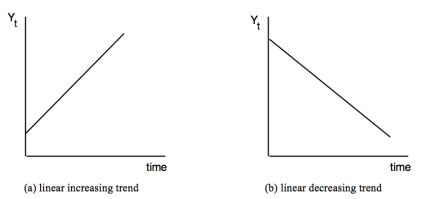 Yt
Yt
time
time
(a) linear increasing trend
(b) linear decreasing trend